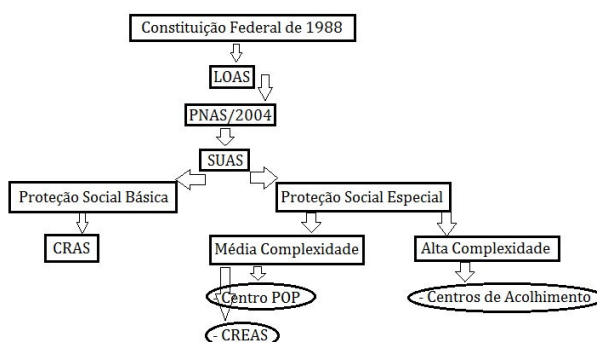 Constituição Federal de 1988
LOAS
PNAS/2004
SUAS
Proteção Social Básica
Proteção Social Especial
CRAS
Média Complexidade
Alta Complexidade
- Centro POP
- Centros de Acolhimento
- CREAS